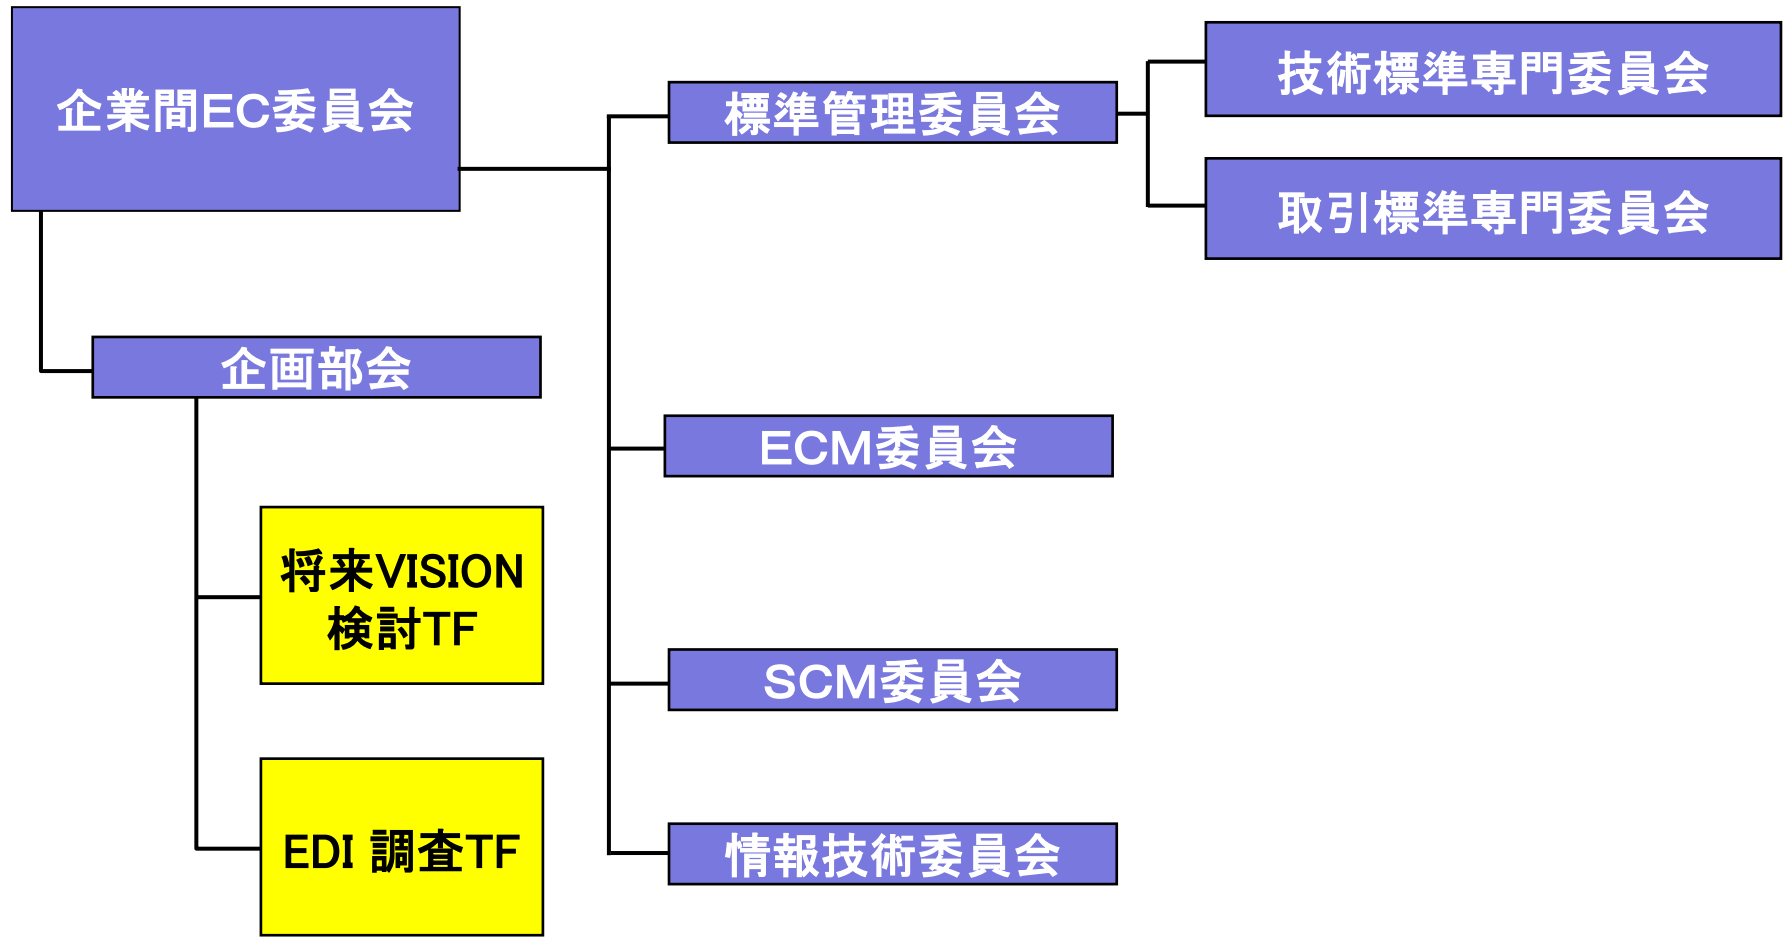 企業間EC委員会
標準管理委員会
技術標準専門委員会
取引標準専門委員会
企画部会
ECM委員会
将来VISION
検討TF
SCM委員会
EDI 調査TF
情報技術委員会